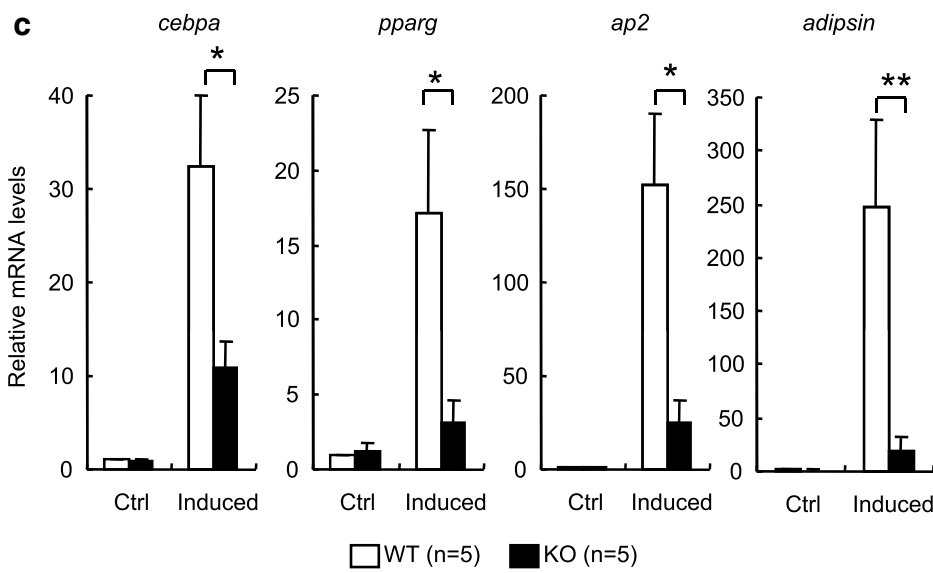 c
cebpa pparg ap2 adipsin
* * * **
Relative mRNA levels
40
30
20
10
0
Ctrl Induced
25
20
15
10
5
0
Ctrl Induced
200
150
100
50
0
Ctrl Induced
350
300
250
200
150
100
50
0
Ctrl Induced
WT (n=5) KO (n=5)